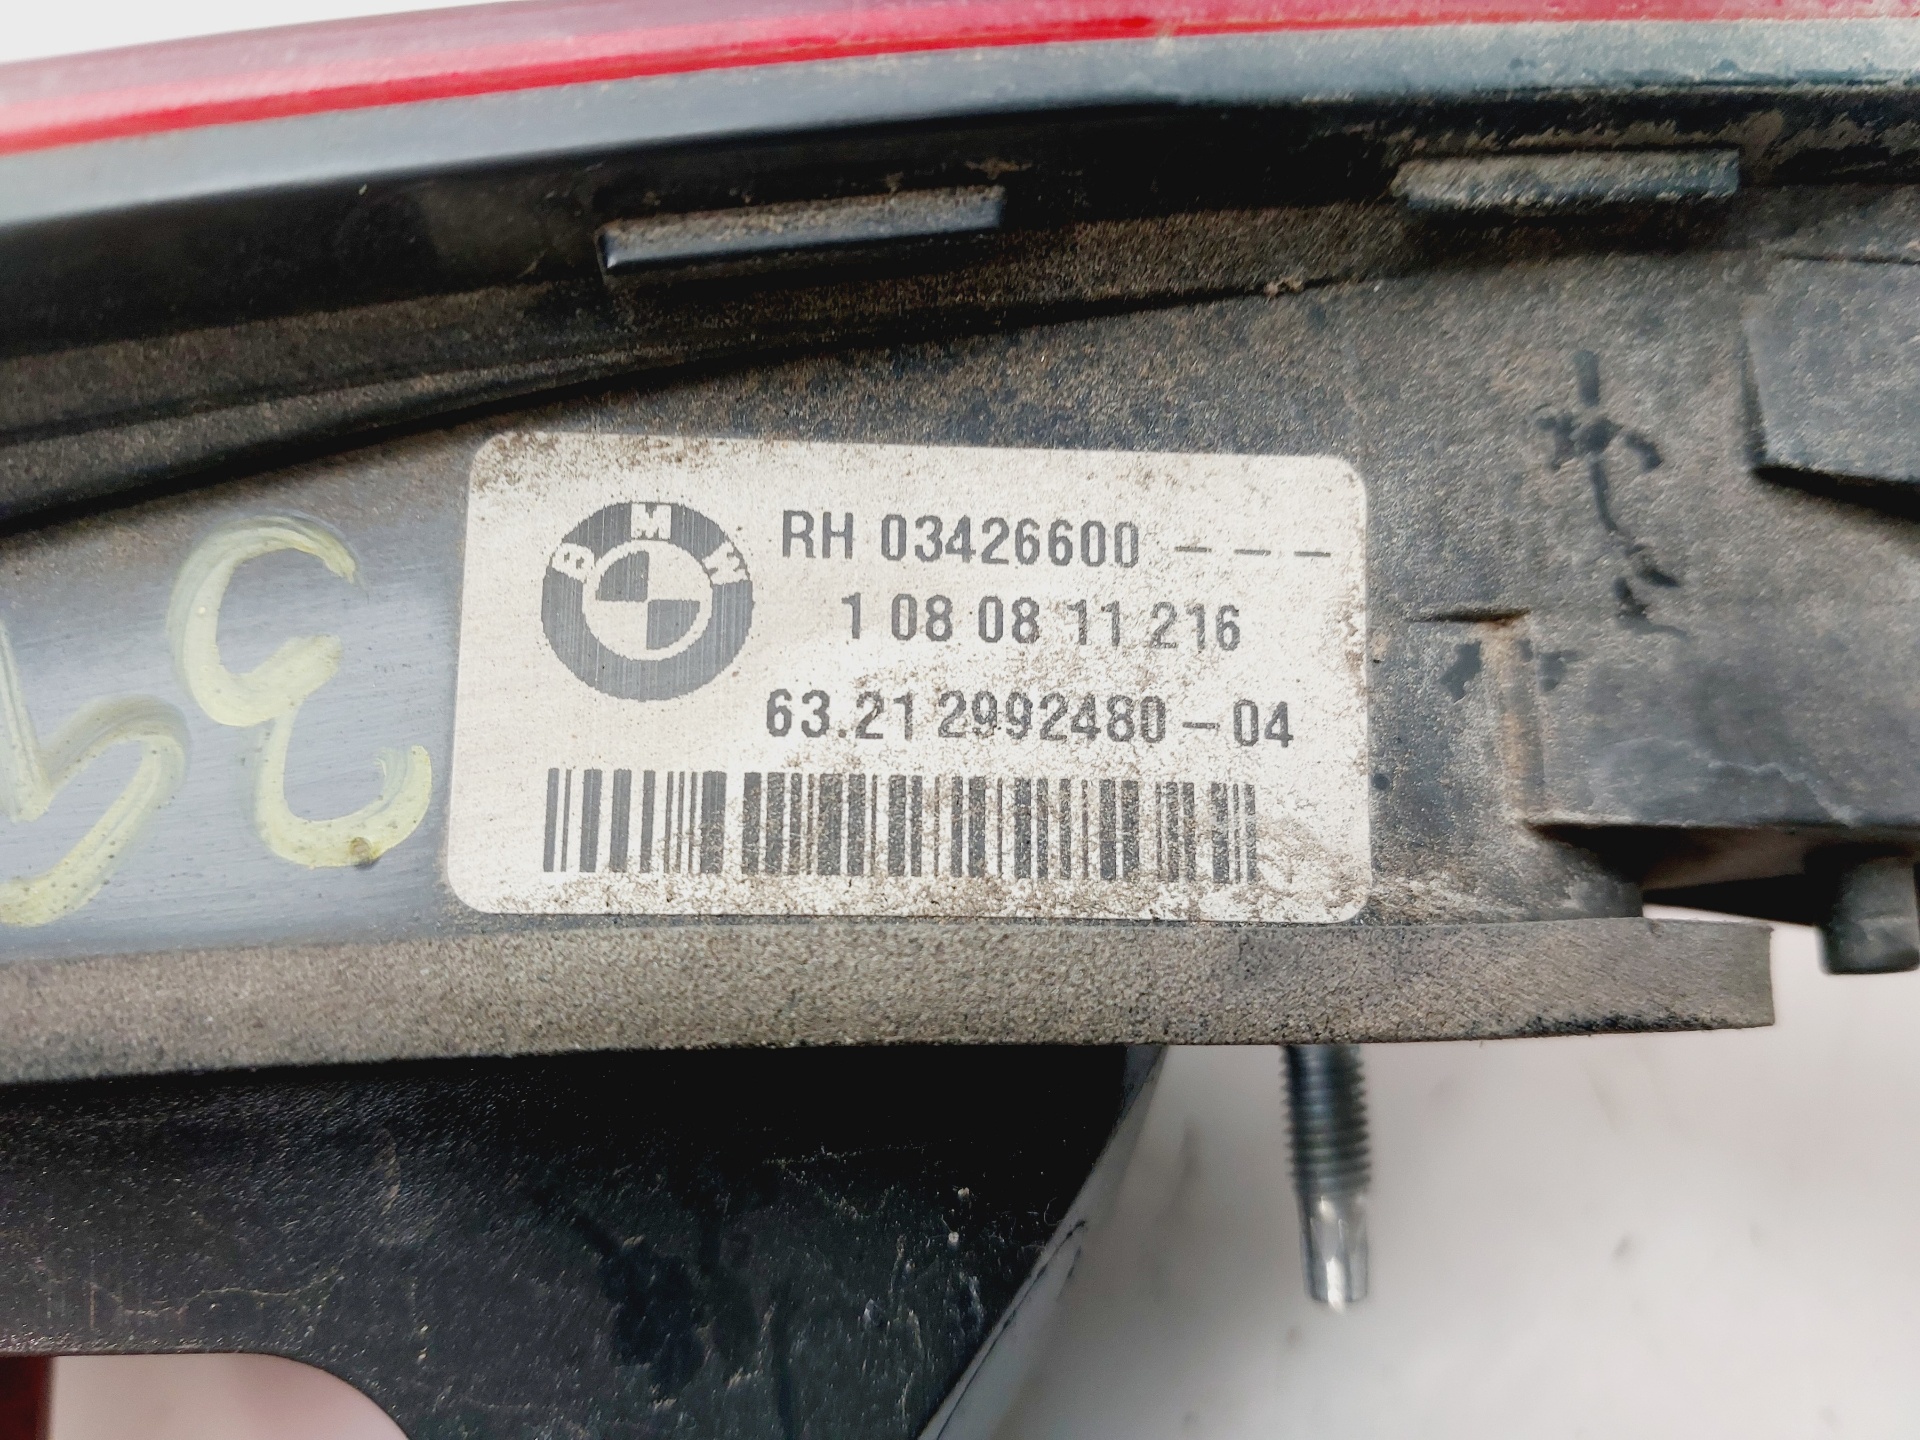 BMW
RH 03426600 ---
1 08 08 11 216
63.21 2992480-04